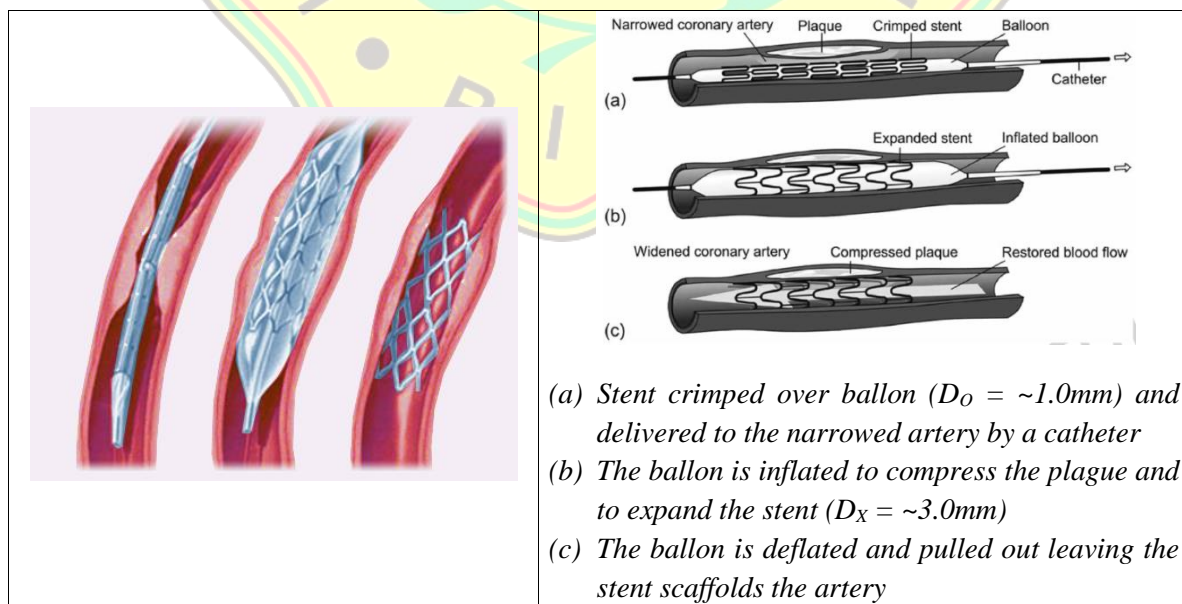 Narrowed coronary artery
Plaque
Crimped stent
Balloon
Catheter
(a)
Expanded stent
Inflated balloon
(b)
Widened coronary artery
Compressed plaque
Restored blood flow
(c)
(a) Stent crimped over ballon (DO = ~1.0mm) and
delivered to the narrowed artery by a catheter
(b) The ballon is inflated to compress the plague and
to expand the stent (DX = ~3.0mm)
(c) The ballon is deflated and pulled out leaving the
stent scaffolds the artery